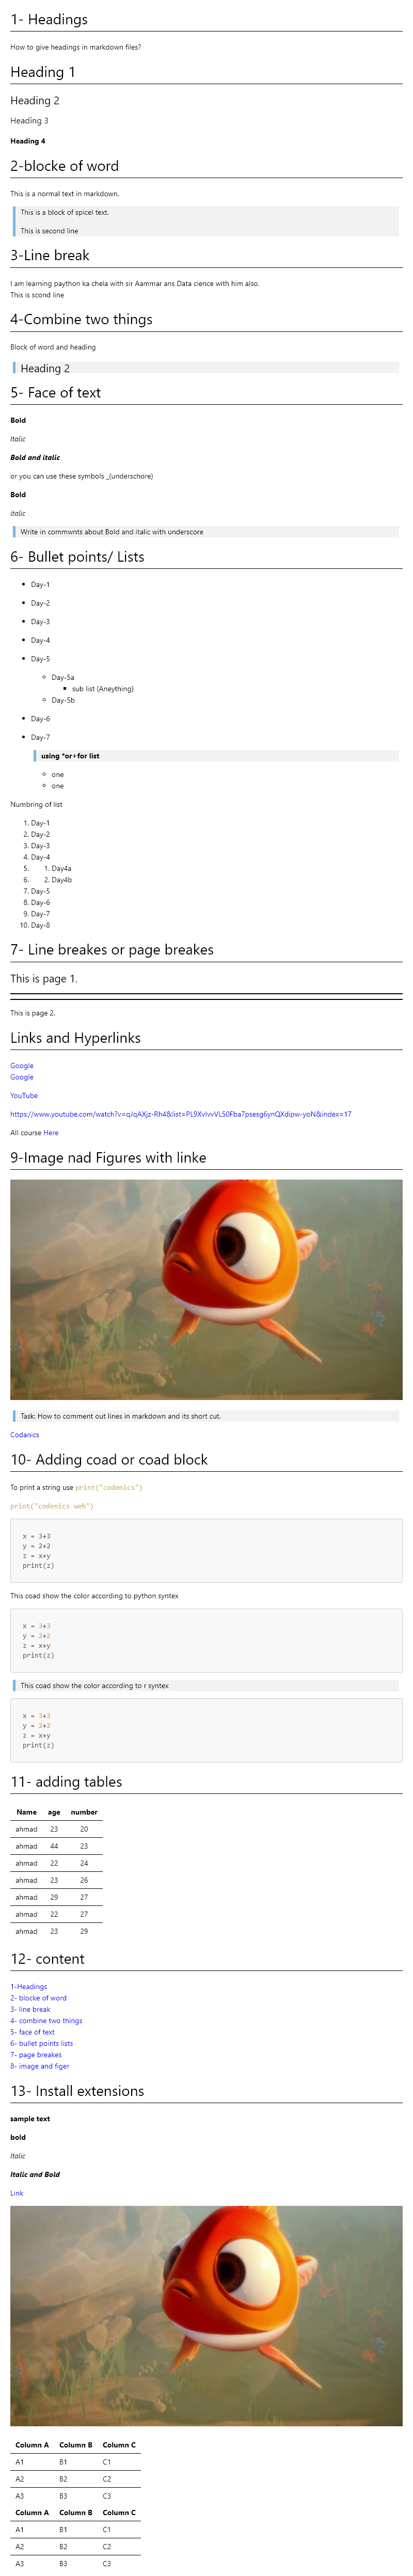 1- Headings
How to give headings in markdown files?
Heading 1
Heading 2
Heading 3
Heading 4
2-blocke of word
This is a normal text in markdown.
This is a block of spicel text.
This is second line
3-Line break
I am learning paython ka chela with sir Aammar ans Data cience with him also.
This is scond line
4-Combine two things
Block of word and heading
Heading 2
5- Face of text
Bold
Italic
Bold and Italic
or you can use these symbols _(underschore)
Bold
italic
Write in commwnts about Bold and italic with underscore
6- Bullet points/ Lists
• Day-1
• Day-2
• Day-3
• Day-4
• Day-5
◦ Day-5a
▪ sub list (Aneything)
◦ Day-5b
• Day-6
• Day-7
using *or+for list
◦ one
◦ one
Numbring of list
1. Day-1
2. Day-2
3. Day-3
4. Day-4
5. 1. Day4a
6. 2. Day4b
7. Day-5
8. Day-6
9. Day-7
10. Day-8
7- Line breakes or page breakes
This is page 1.
This is page 2.
Links and Hyperlinks
Google
Google
YouTube
https://www.youtube.com/watch?v=qJqAXjz-Rh4&list=PL9XvIvvVL50Fba7psesg6ynQXdipw-yoN&index=17
All course Here
9-Image nad Figures with linke
Task: How to comment out lines in markdown and its short cut.
Codanics
10- Adding coad or coad block
To print a string use print("codenics")
print("codenics web")
x = 3+3
y = 2+2
z = x+y
print(z)
This coad show the color according to python syntex
x = 3+3
y = 2+2
z = x+y
print(z)
This coad show the color according to r syntex
x = 3+3
y = 2+2
z = x+y
print(z)
11- adding tables
Name age number
ahmad 23 20
ahmad 44 23
ahmad 22 24
ahmad 23 26
ahmad 29 27
ahmad 22 27
ahmad 23 29
12- content
1-Headings
2- blocke of word
3- line break
4- combine two things
5- face of text
6- bullet points lists
7- page breakes
8- image and figer
13- Install extensions
sample text
bold
Italic
Italic and Bold
Link
Column A Column B Column C
A1 B1 C1
A2 B2 C2
A3 B3 C3
Column A Column B Column C
A1 B1 C1
A2 B2 C2
A3 B3 C3